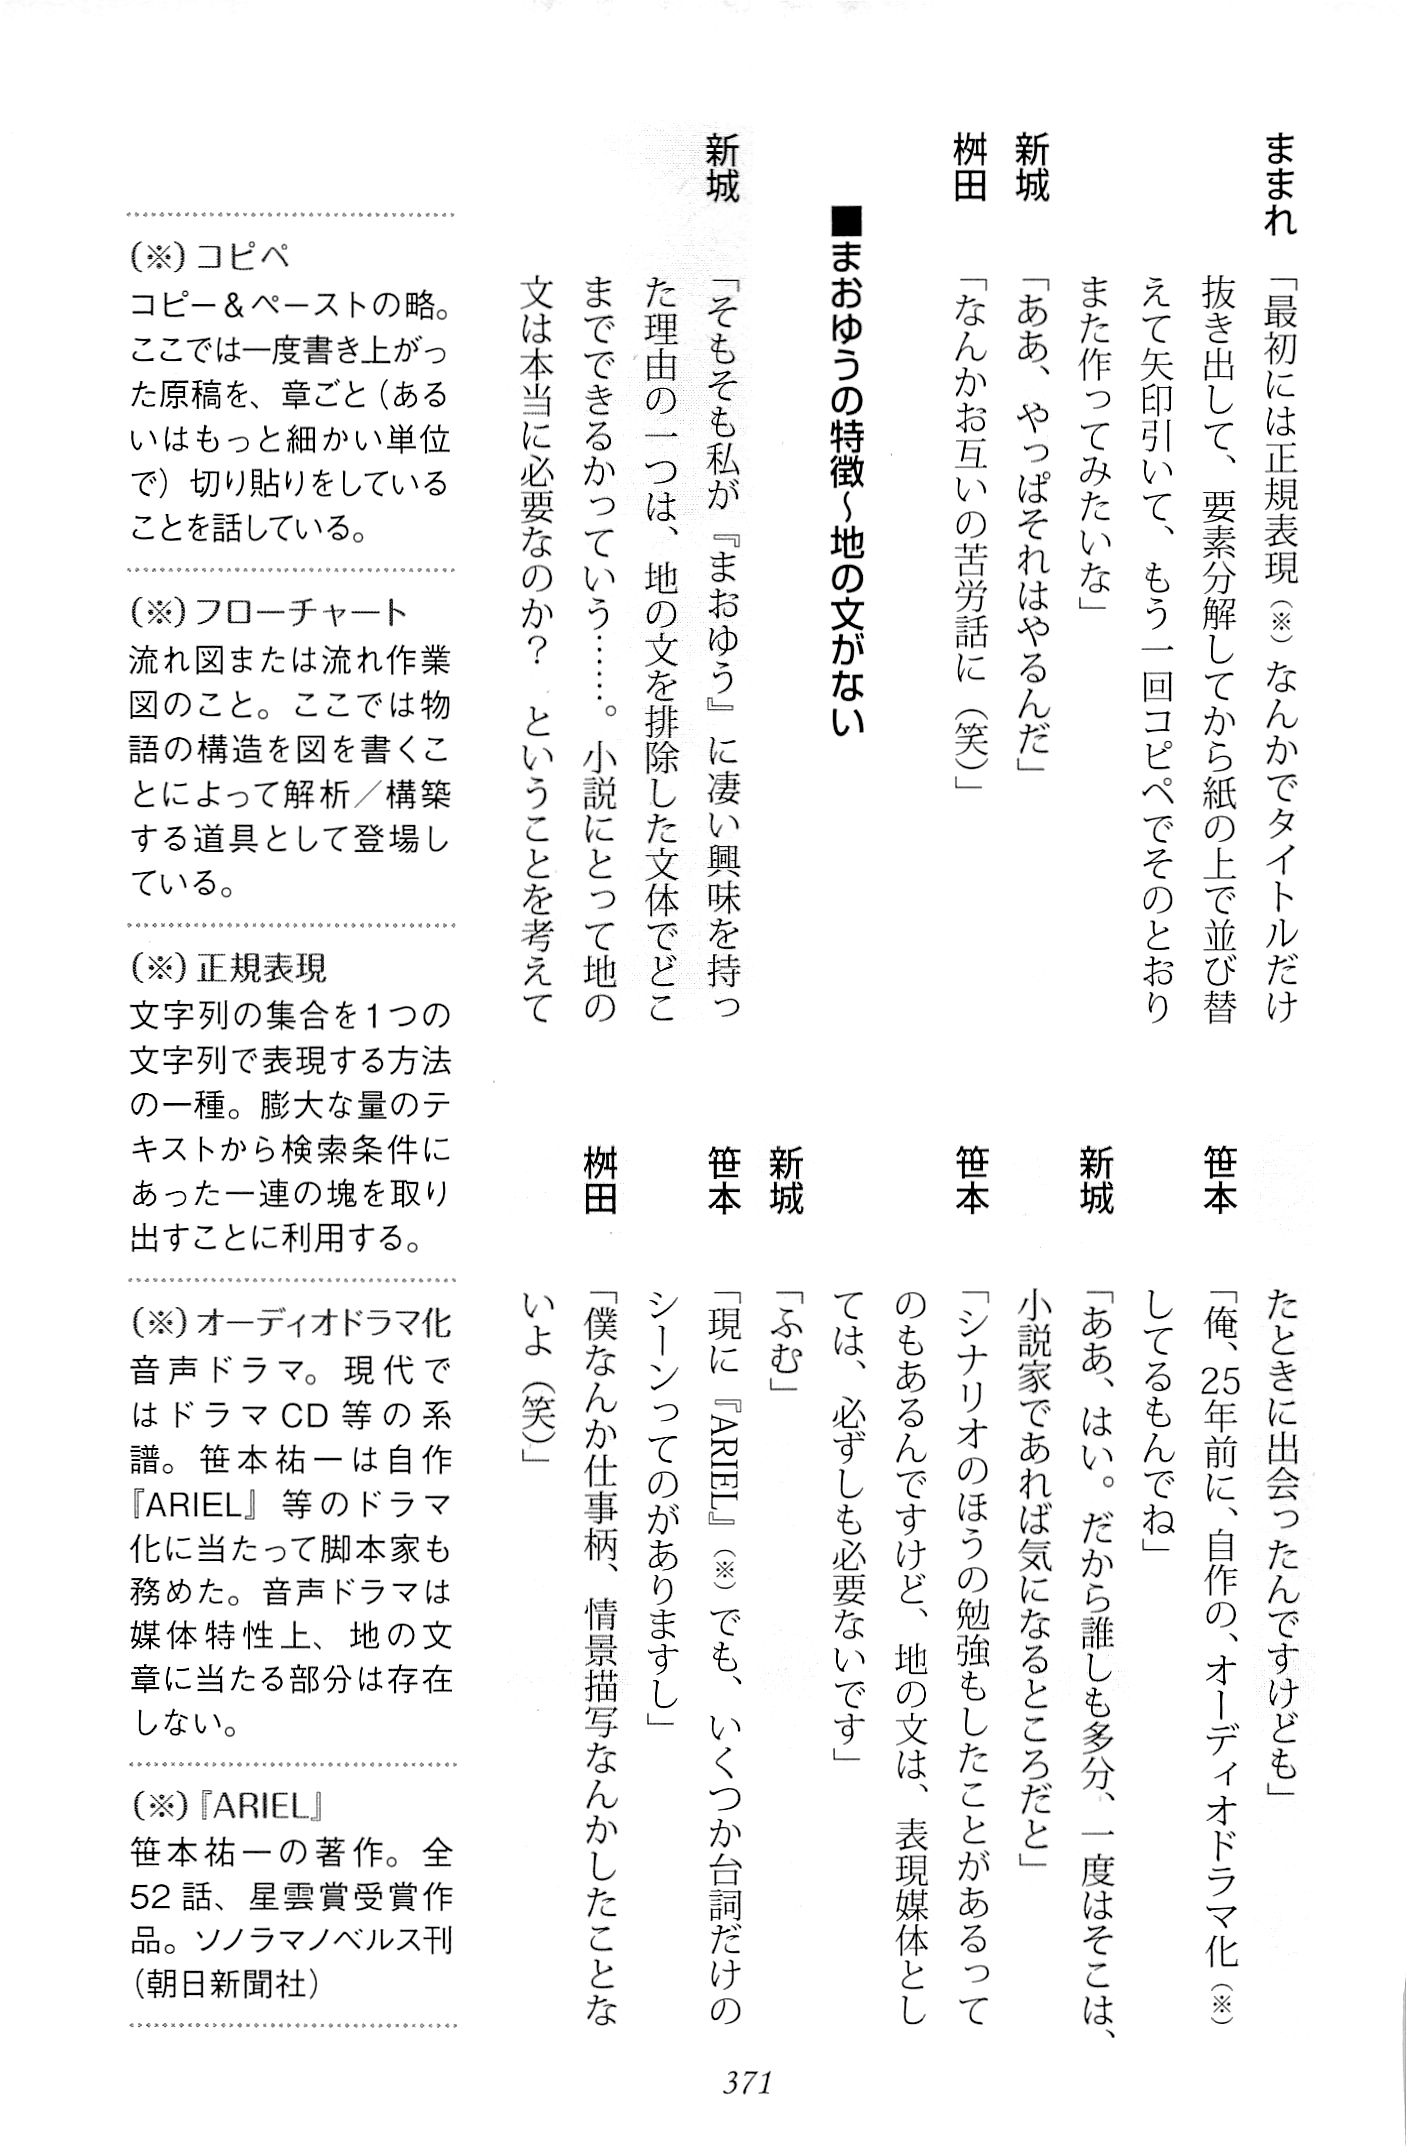 ままれ「最初には正規表現(※)なんかでタイトルだけ
抜き出して、要素分解してから紙の上で並び替
えて矢印引いて、もう一回コピペでそのとおり
また作ってみたいな」
新城「ああ、やっぱそれはやるんだ」
桝田「なんかお互いの苦労話に(笑)」
■まおゆうの特徴〜地の文がない
新城「そもそも私が『まおゆう』に凄い興味を持っ
た理由の一つは、地の文を排除した文体でどこ
までできるかっていう……。小説にとって地の
文は本当に必要なのか? ということを考えて
たときに出会ったんですけども」
笹本「俺、25年前に、自作の、オーディオドラマ化(※)
してるもんでね」
新城「ああ、はい。だから誰しも多分、一度はそこは、
小説家であれば気になるところだと」
笹本「シナリオのほうの勉強もしたことがあるって
のもあるんですけど、地の文は、表現媒体とし
ては、必ずしも必要ないです」
新城「ふむ」
笹本「現に『ARIEL』(※)でも、いくつか台詞だけの
シーンってのがありますし」
桝田「僕なんか仕事柄、情景描写なんかしたことな
いよ(笑)」
(※)コピペ
コピー&ペーストの略。
ここでは一度書き上がっ
た原稿を、章ごと(ある
いはもっと細かい単位
で)切り貼りをしている
ことを話している。
(※)フローチャート
流れ図または流れ作業
図のこと。ここでは物
語の構造を図を書くこ
とによって解析/構築
する道具として登場し
ている。
(※)正規表現
文字列の集合を1つの
文字列で表現する方法
の一種。膨大な量のテ
キストから検索条件に
あった一連の塊を取り
出すことに利用する。
(※)オーディオドラマ化
音声ドラマ。現代で
はドラマCD等の系
譜。笹本祐一は自作
『ARIEL』等のドラマ
化に当たって脚本家も
務めた。音声ドラマは
媒体特性上、地の文
章に当たる部分は存在
しない。
(※)『ARIEL』
笹本祐一の著作。全
52話、星雲賞受賞作
品。ソノラマノベルス刊
(朝日新聞社)
371